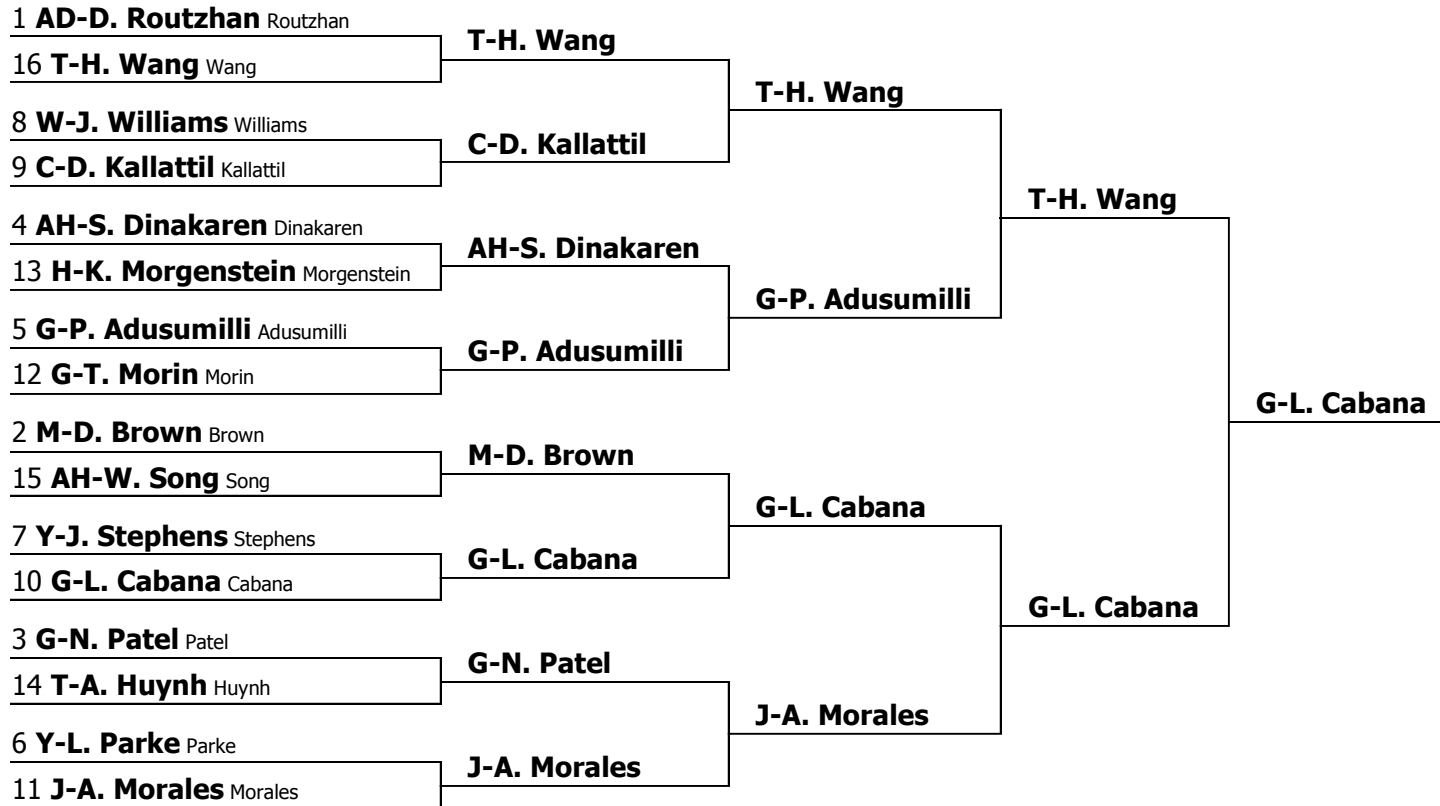 1 AD-D. Routzhan Routzhan
16 T-H. Wang Wang
8 W-J. Williams Williams
9 C-D. Kallattil Kallattil
4 AH-S. Dinakaren Dinakaren
13 H-K. Morgenstein Morgenstein
5 G-P. Adusumilli Adusumilli
12 G-T. Morin Morin
2 M-D. Brown Brown
15 AH-W. Song Song
7 Y-J. Stephens Stephens
10 G-L. Cabana Cabana
3 G-N. Patel Patel
14 T-A. Huynh Huynh
6 Y-L. Parke Parke
11 J-A. Morales Morales
T-H. Wang
C-D. Kallattil
AH-S. Dinakaren
G-P. Adusumilli
M-D. Brown
G-L. Cabana
G-N. Patel
J-A. Morales
T-H. Wang
G-P. Adusumilli
G-L. Cabana
J-A. Morales
T-H. Wang
G-L. Cabana
G-L. Cabana